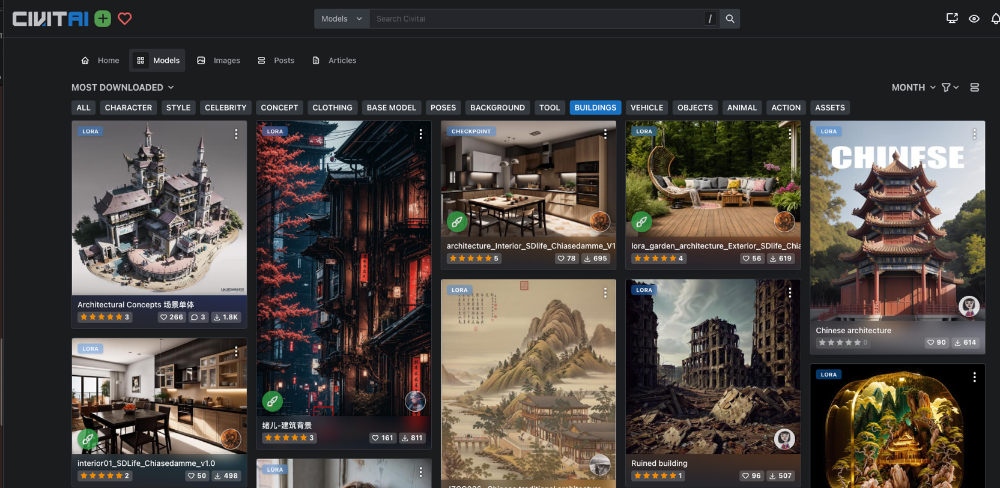 CIVITAI
Models
Search Civitai
/
Home
Models
Images
Posts
Articles
MOST DOWNLOADED
MONTH
ALL
CHARACTER
STYLE
CELEBRITY
CONCEPT
CLOTHING
BASE MODEL
POSES
BACKGROUND
TOOL
BUILDINGS
VEHICLE
OBJECTS
ANIMAL
ACTION
ASSETS
LORA
Architectural Concepts 场景单体
3
266
3
1.8K
LORA
interior01_SDLife_Chiasedamme_v1.0
2
50
498
LORA
绪儿-建筑背景
3
161
811
LORA
CHECKPOINT
architecture_Interior_SDlife_Chiasedamme_V1
5
78
695
LORA
LORA
lora_garden_architecture_Exterior_SDlife_Chia
4
56
619
LORA
Ruined building
1
96
507
LORA
CHINESE
Chinese architecture
0
90
614
LORA